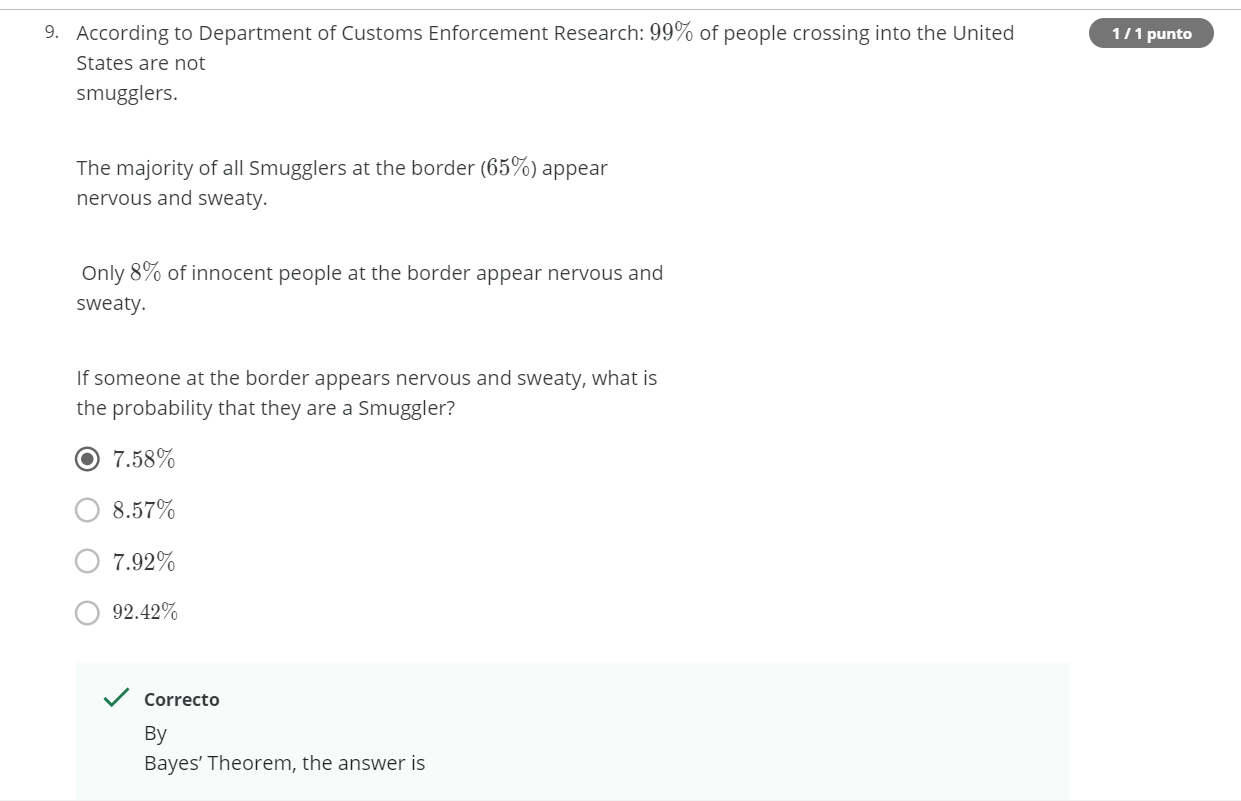 9. According to Department of Customs Enforcement Research: 99% of people crossing into the United
1 / 1 punto
States are not
smugglers.
The majority of all Smugglers at the border (65%) appear
nervous and sweaty.
Only 8% of innocent people at the border appear nervous and
sweaty.
If someone at the border appears nervous and sweaty, what is
the probability that they are a Smuggler?
7.58%
8.57%
7.92%
92.42%
Correcto
By
Bayes’ Theorem, the answer is